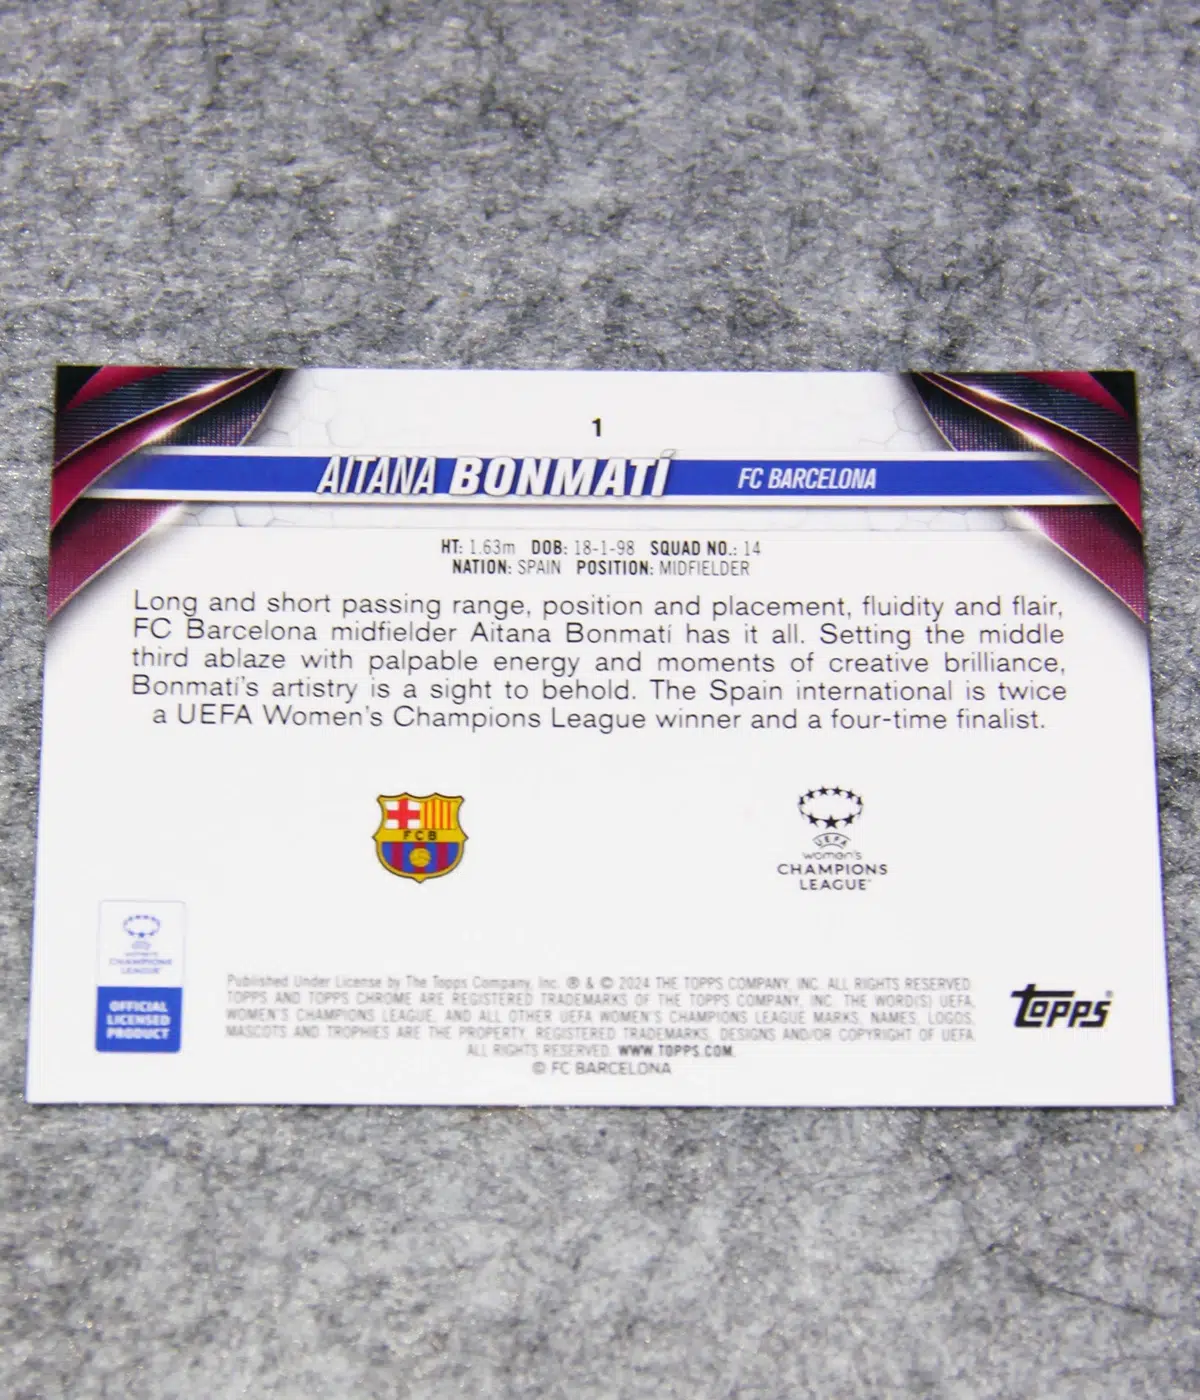 1
AITANA BONMATÍ FC BARCELONA
HT: 1.63m DOB: 18-1-98 SQUAD NO.: 14
NATION: SPAIN POSITION: MIDFIELDER
Long and short passing range, position and placement, fluidity and flair,
FC Barcelona midfielder Aitana Bonmatí has it all. Setting the middle
third ablaze with palpable energy and moments of creative brilliance,
Bonmatí's artistry is a sight to behold. The Spain international is twice
a UEFA Women's Champions League winner and a four-time finalist.
FCB
UEFA
women's
CHAMPIONS
LEAGUE™
WOMEN'S
CHAMPIONS
LEAGUE
OFFICIAL
LICENSED
PRODUCT
Published Under License by The Topps Company, Inc. ® & © 2024 THE TOPPS COMPANY, INC. ALL RIGHTS RESERVED.
TOPPS AND TOPPS CHROME ARE REGISTERED TRADEMARKS OF THE TOPPS COMPANY, INC. THE WORD(S) UEFA,
WOMEN'S CHAMPIONS LEAGUE, AND ALL OTHER UEFA WOMEN'S CHAMPIONS LEAGUE MARKS, NAMES, LOGOS,
MASCOTS AND TROPHIES ARE THE PROPERTY, REGISTERED TRADEMARKS, DESIGNS AND/OR COPYRIGHT OF UEFA.
ALL RIGHTS RESERVED. WWW.TOPPS.COM.
© FC BARCELONA
topps®